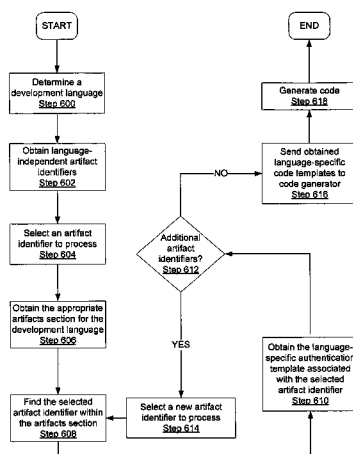 START
Determine a
development language
Step 600
Obtain language-
independent artifact
identifiers
Step 602
Select an artifact
identifier to process
Step 604
Obtain the appropriate
artifacts section for the
development language
Step 606
Find the selected
artifact identifier within
the artifacts section
Step 608
Obtain the language-
specific authentication
template associated
with the selected
artifact identifier
Step 610
Additional
artifact
identifiers?
Step 612
YES
Select a new artifact
identifier to process
Step 614
NO
Send obtained
language-specific
code templates to
code generator
Step 616
Generate code
Step 618
END